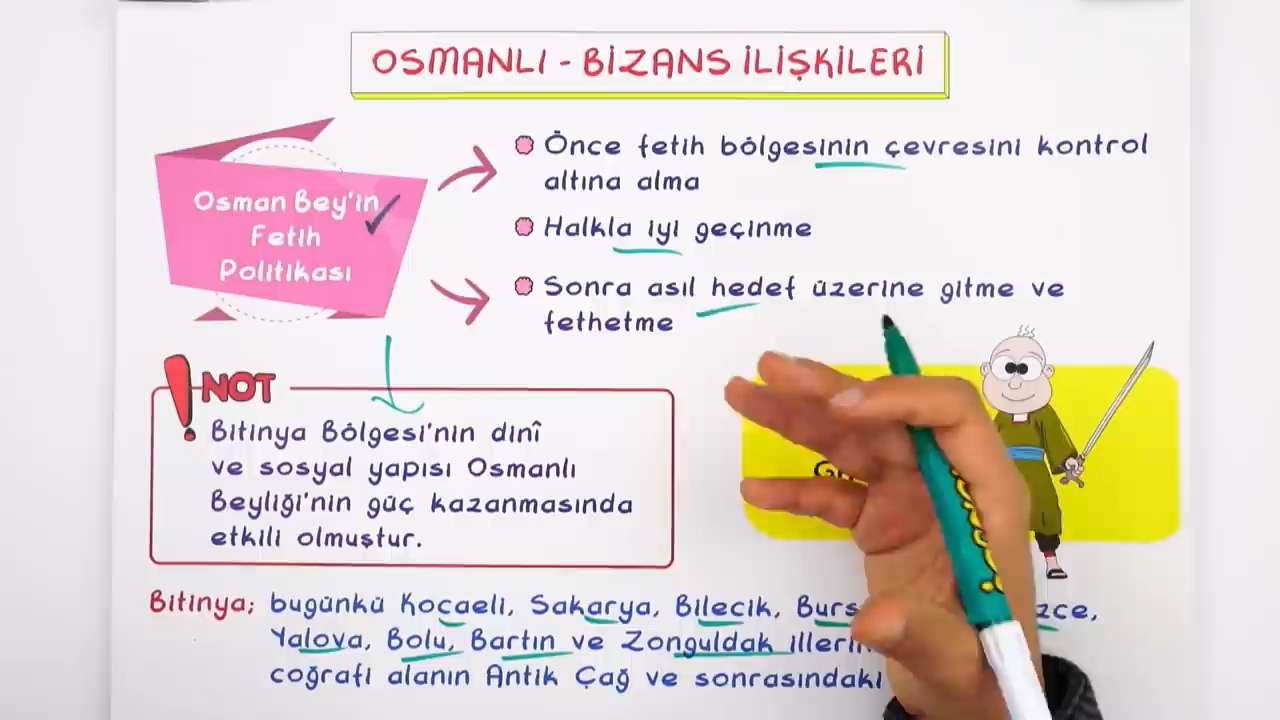 OSMANLI - BİZANS İLİŞKİLERİ
Osman Bey'in
Fetih
Politikası
Önce fetih bölgesinin çevresini kontrol
altına alma
Halkla iyi geçinme
Sonra asıl hedef üzerine gitme ve
fethetme
NOT
Bitinya Bölgesi'nin dinî
ve sosyal yapısı Osmanlı
Beyliği'nin güç kazanmasında
etkili olmuştur.
Bitinya; bugünkü Kocaeli, Sakarya, Bilecik,
Yalova, Bolu, Bartın ve Zonguldak
coğrafi alanın Antik Çağ ve sonrasındaki